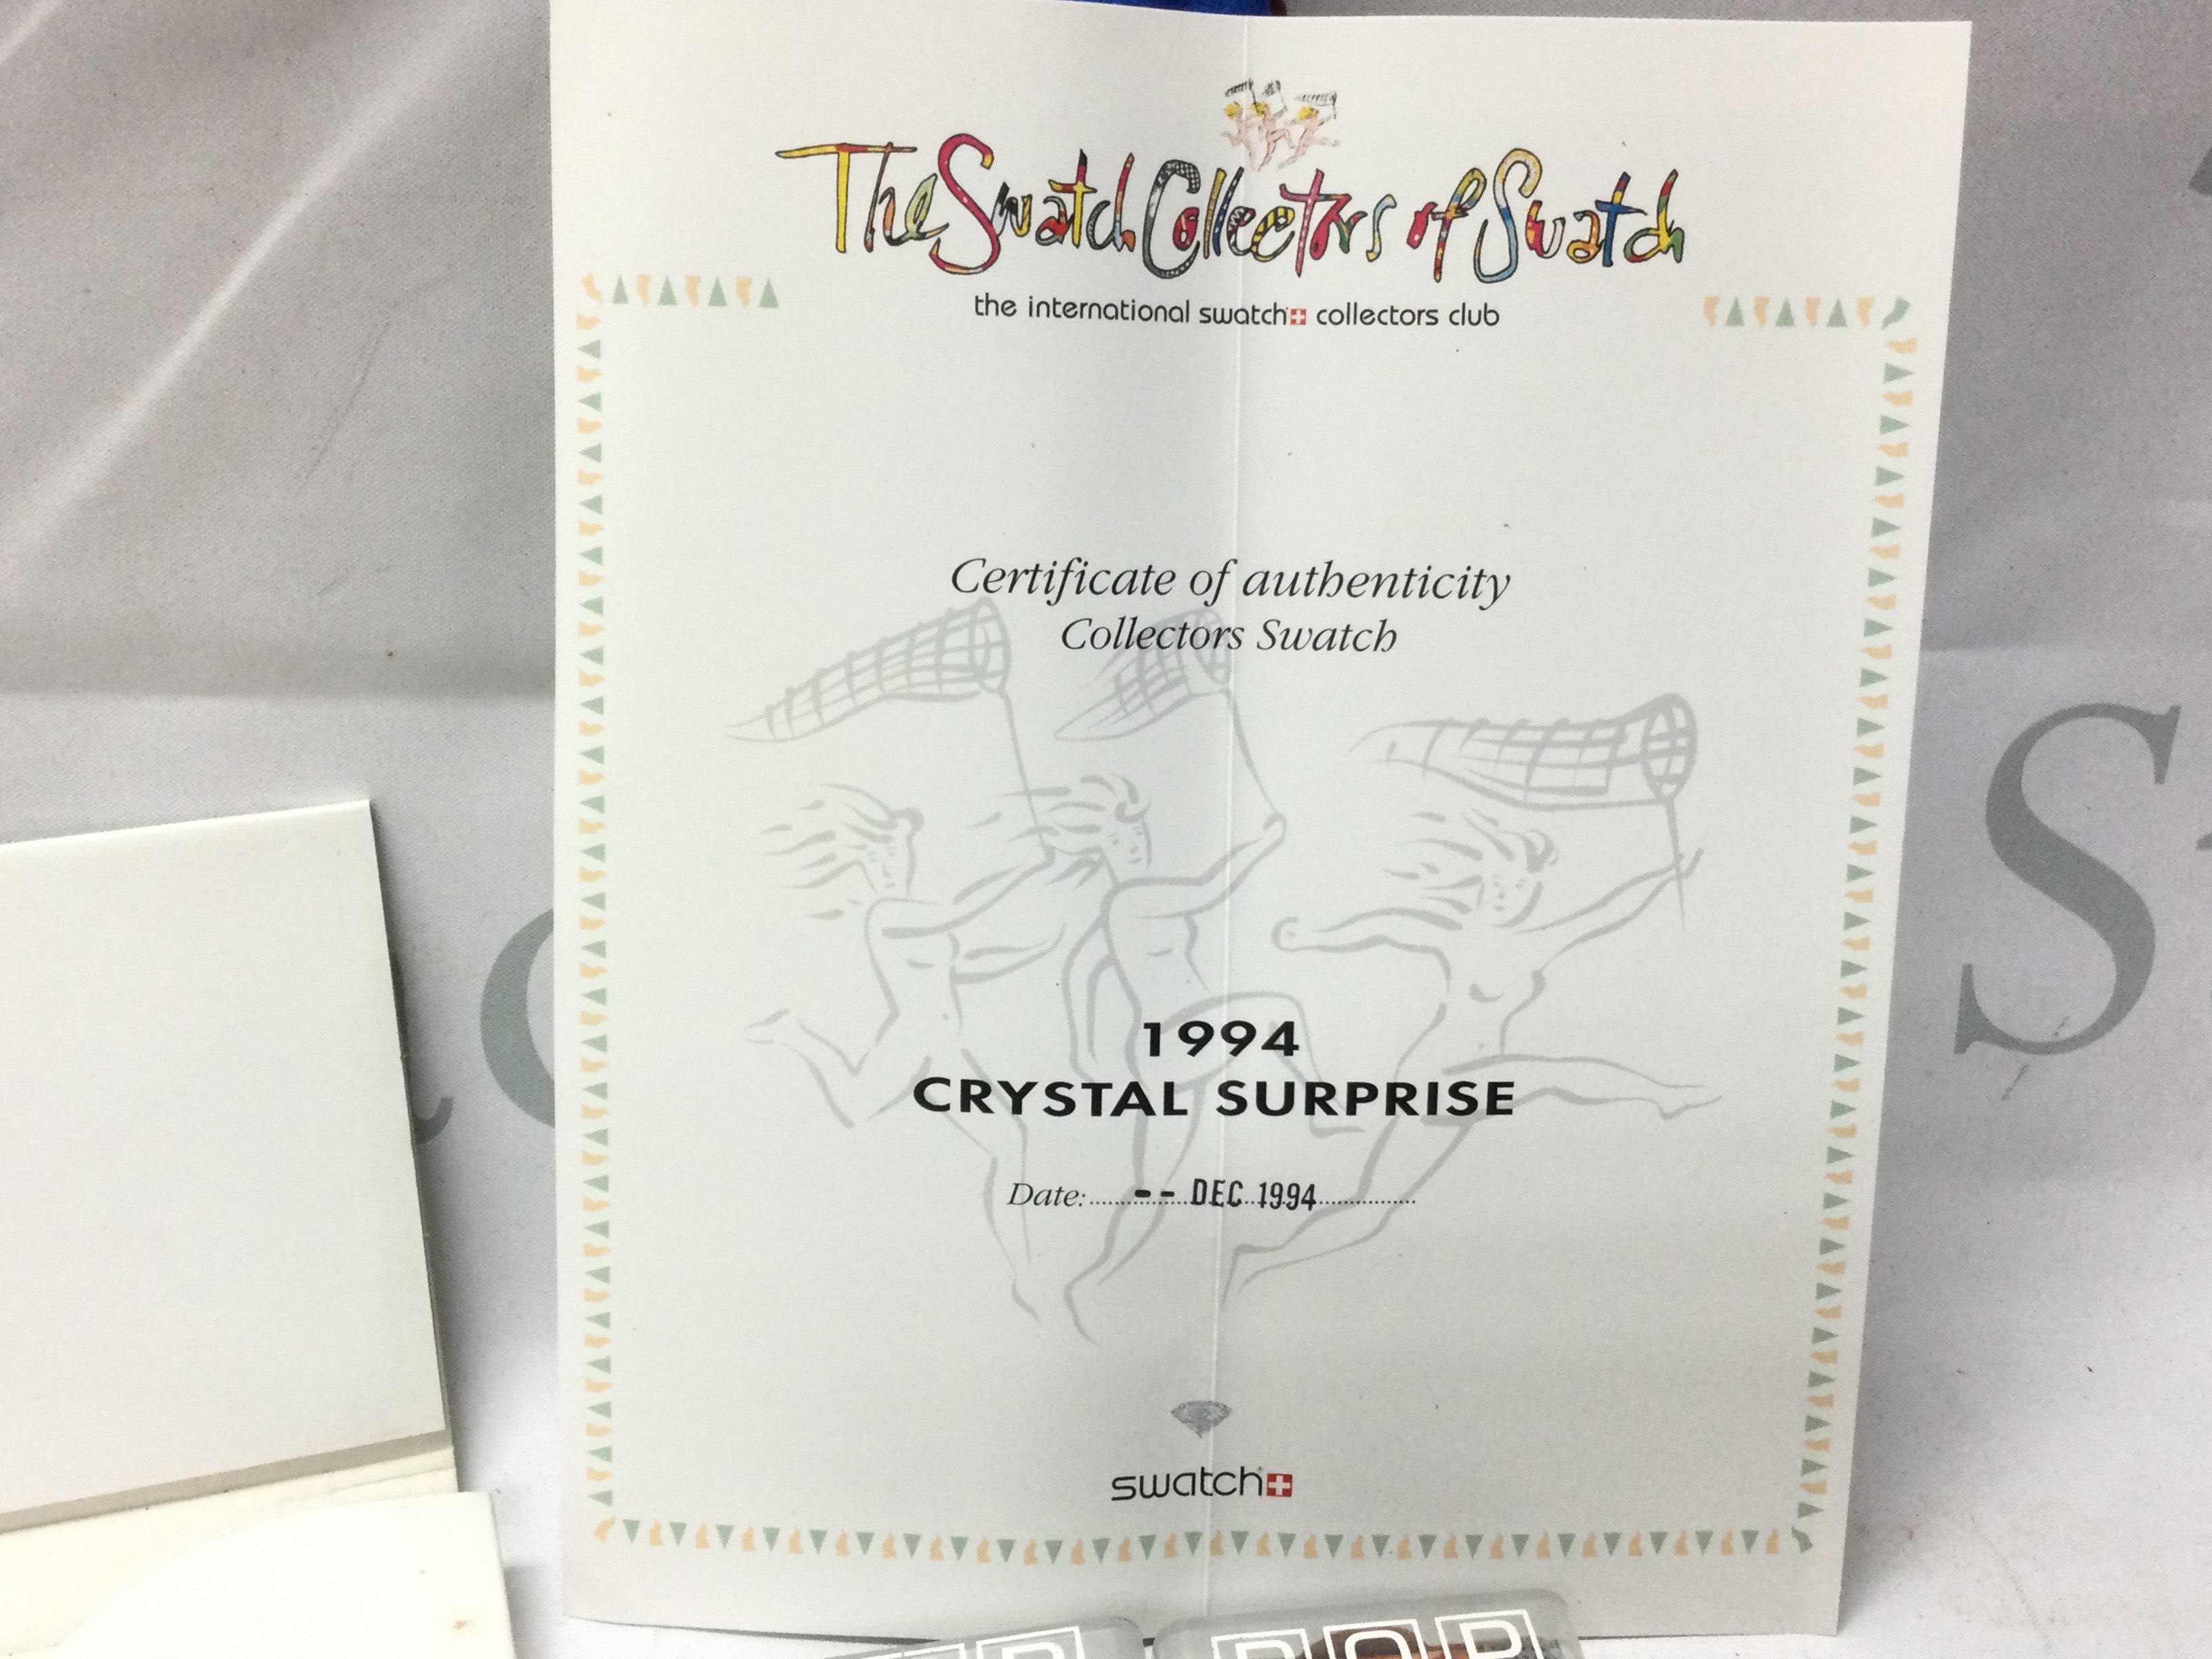 The Swatch Collectors of Swatch
the international swatch collectors club
Certificate of authenticity
Collectors Swatch
1994
CRYSTAL SURPRISE
Date: -- DEC 1994
swatch
S
POP